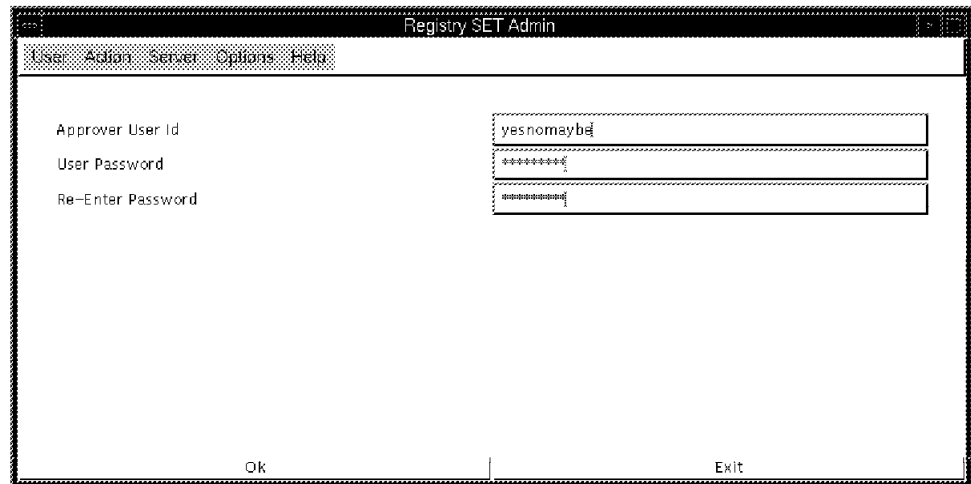 Registry SET Admin
User Action Server Options Help
Approver User Id yesnomaybe
User Password *********
Re-Enter Password *********
Ok Exit